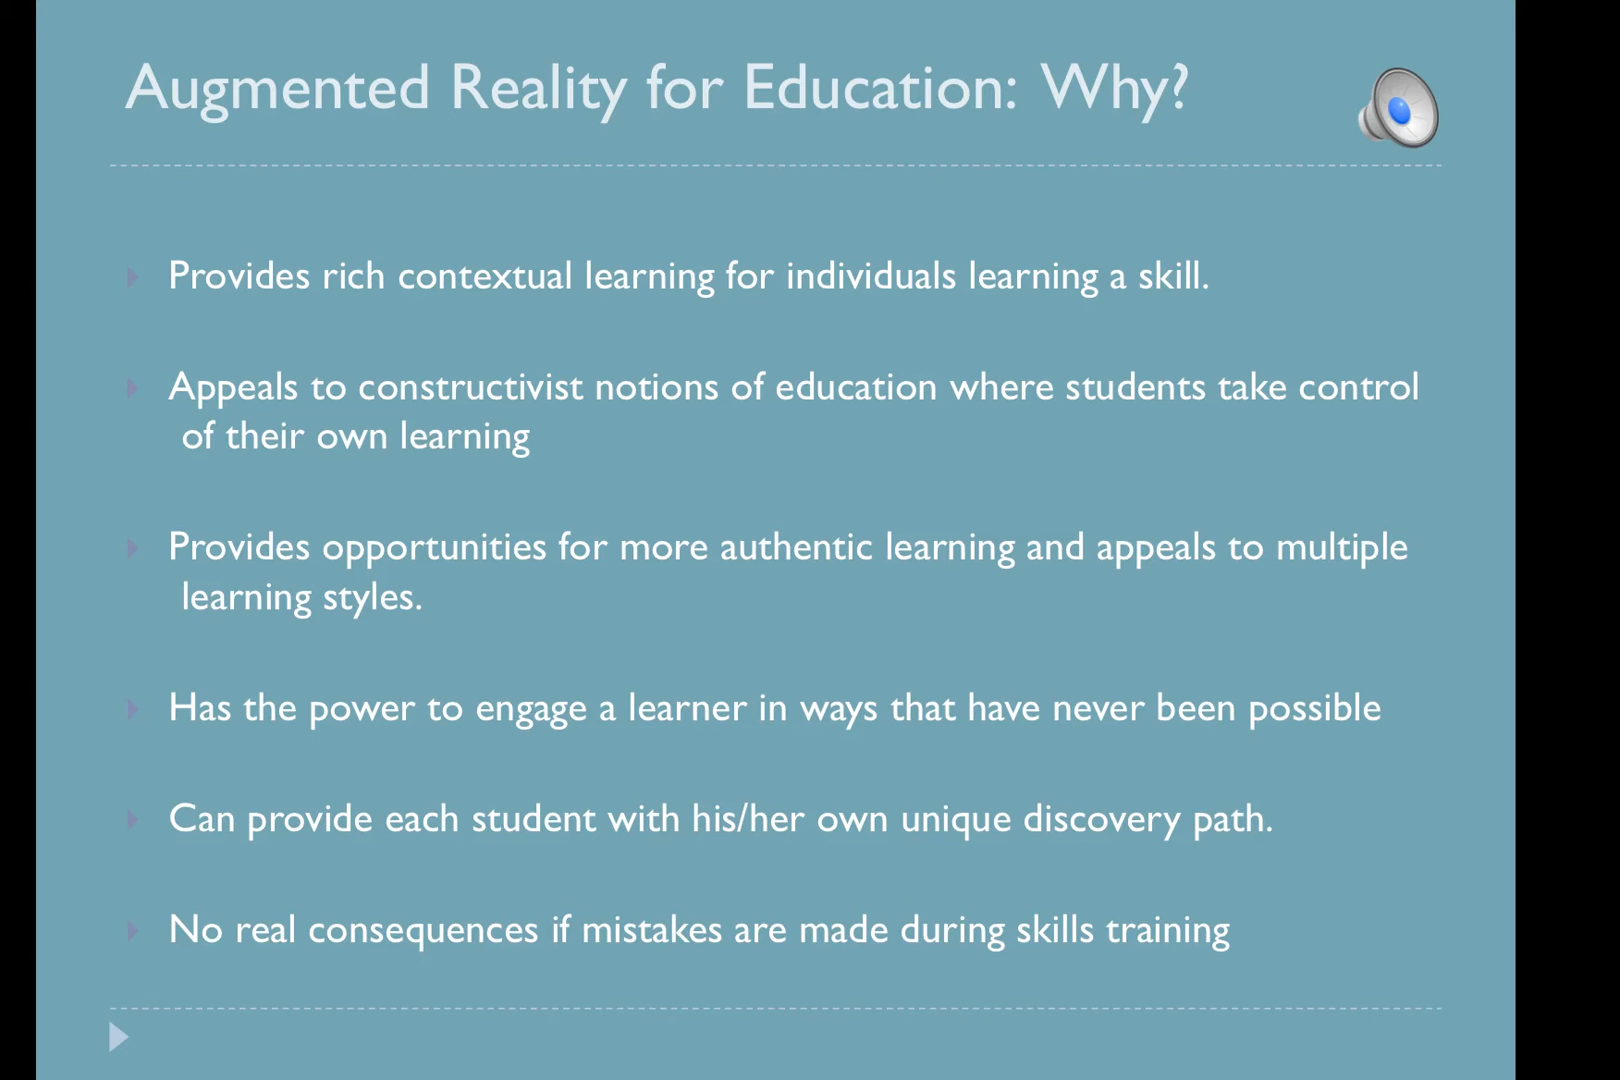 Augmented Reality for Education: Why?
Provides rich contextual learning for individuals learning a skill.
Appeals to constructivist notions of education where students take control
of their own learning
Provides opportunities for more authentic learning and appeals to multiple
learning styles.
Has the power to engage a learner in ways that have never been possible
Can provide each student with his/her own unique discovery path.
No real consequences if mistakes are made during skills training